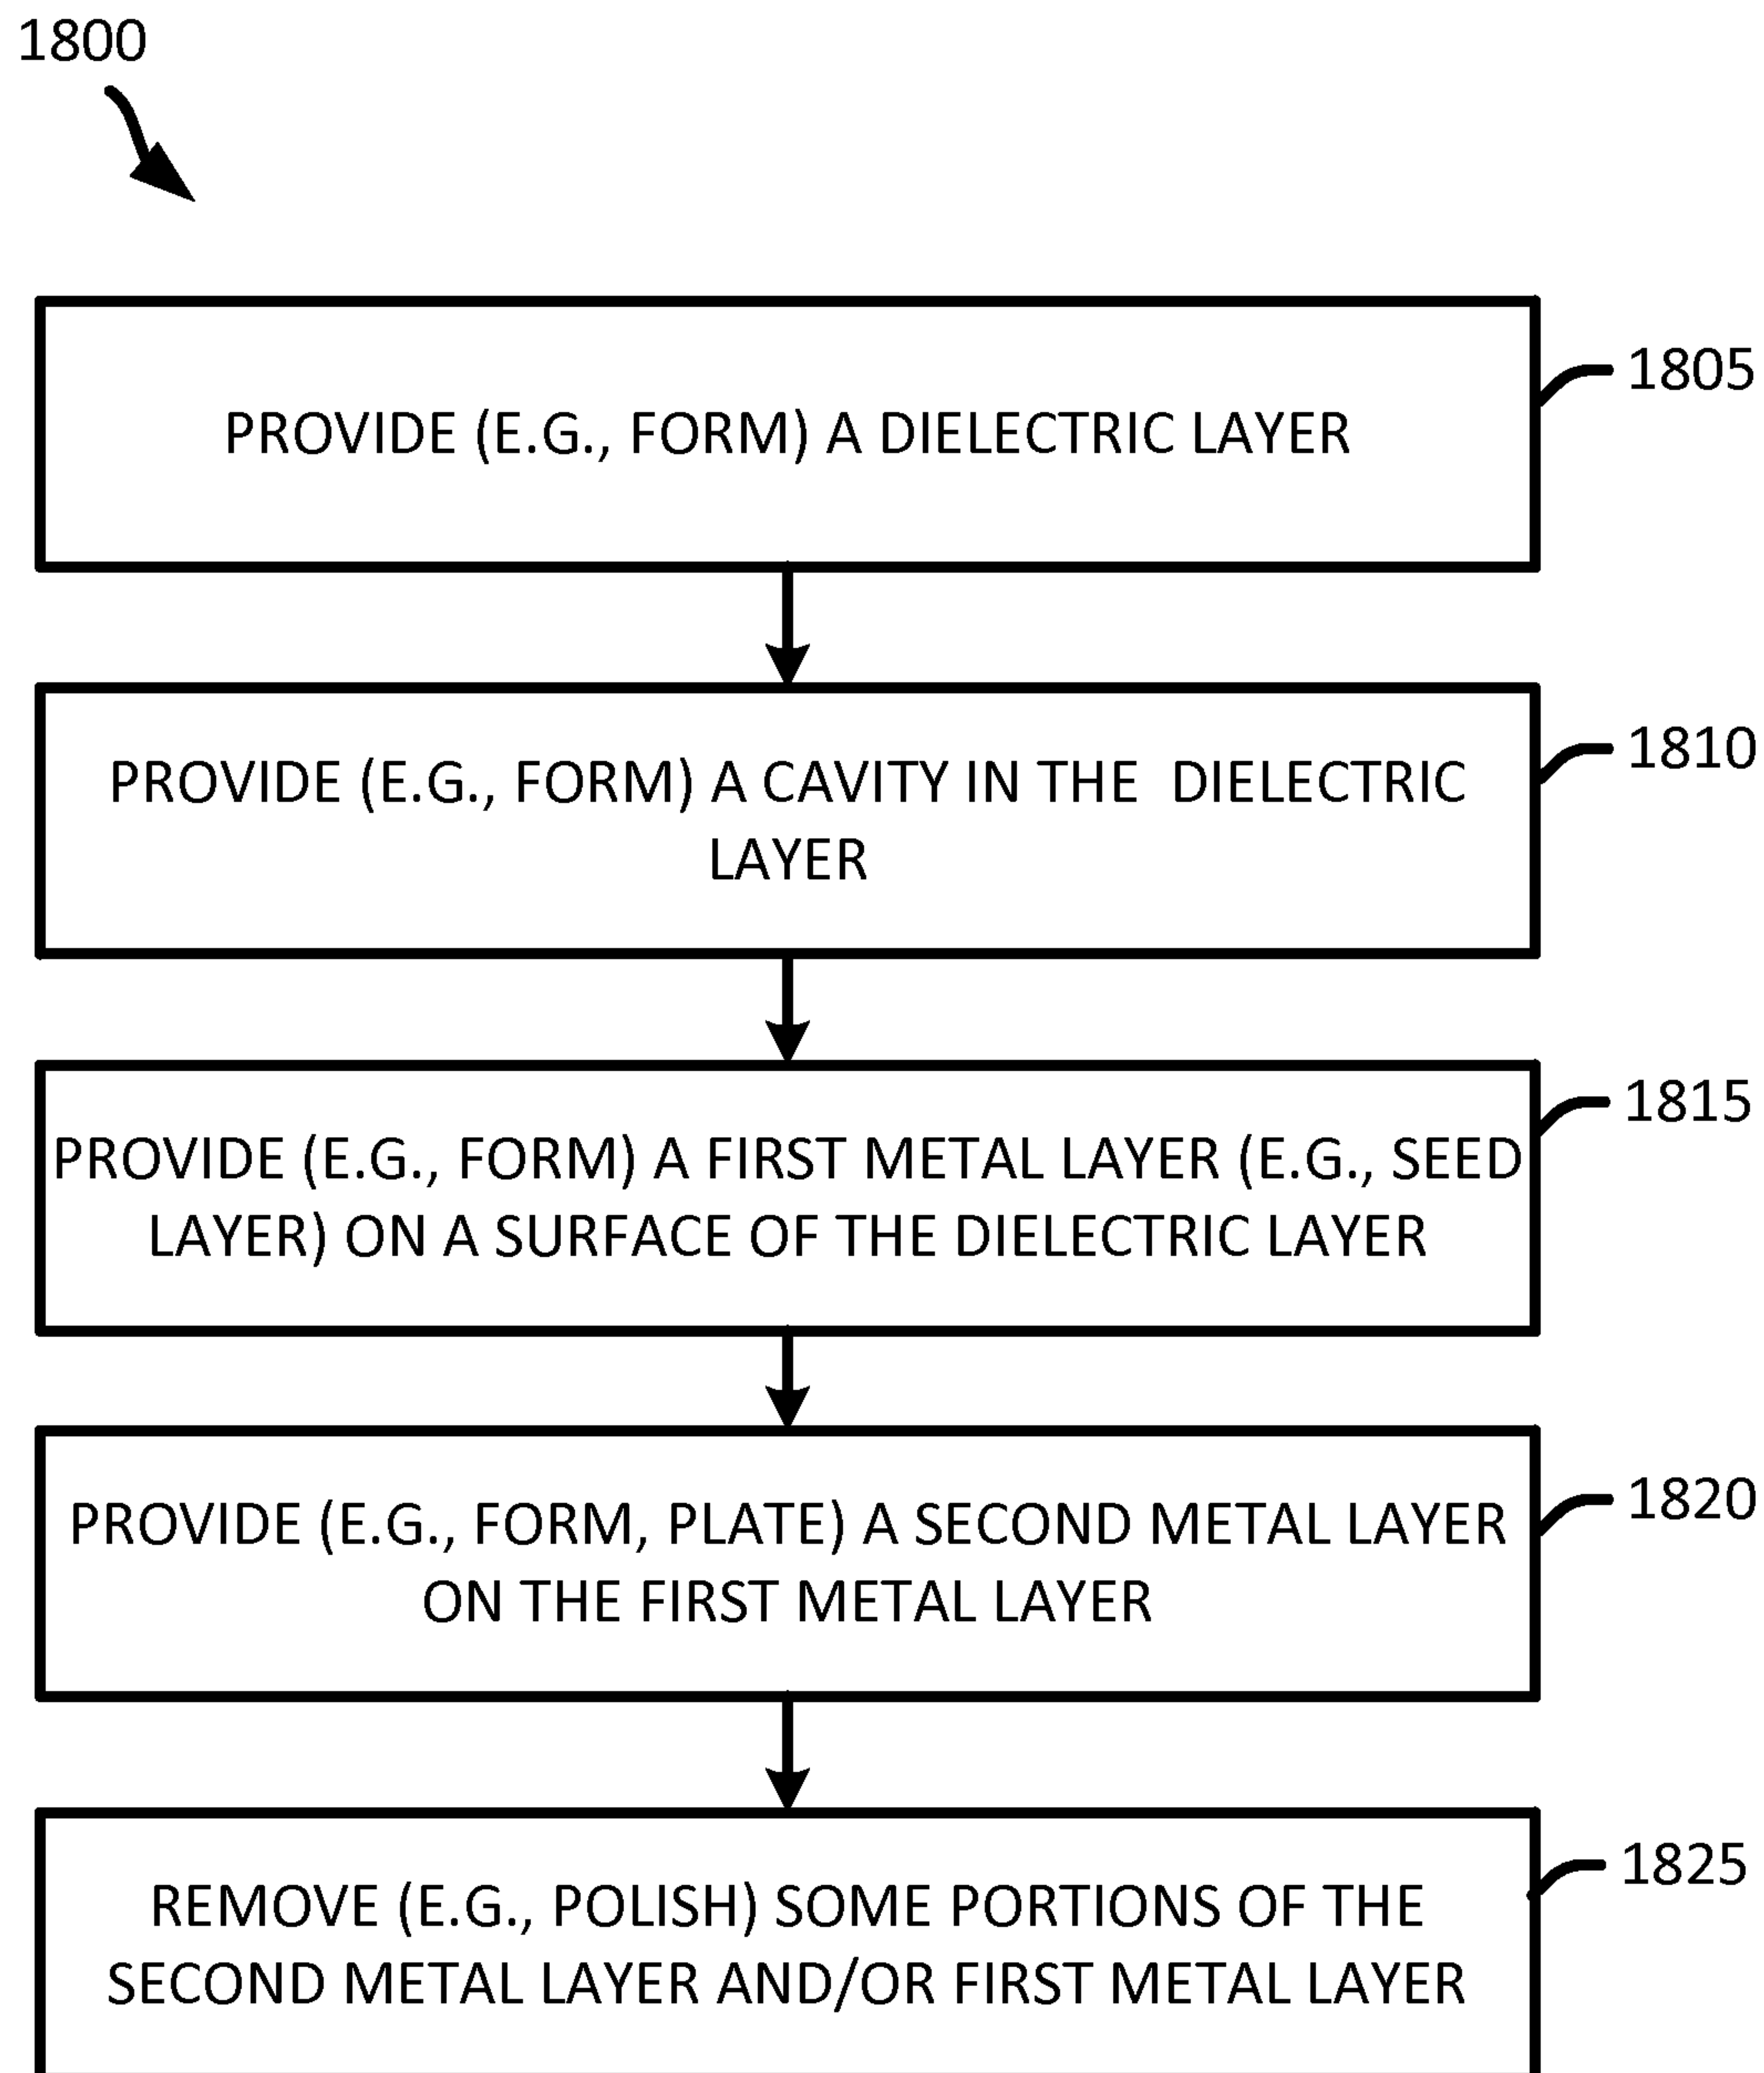 1800
PROVIDE (E.G., FORM) A DIELECTRIC LAYER
1805
PROVIDE (E.G., FORM) A CAVITY IN THE DIELECTRIC
LAYER
1810
PROVIDE (E.G., FORM) A FIRST METAL LAYER (E.G., SEED
LAYER) ON A SURFACE OF THE DIELECTRIC LAYER
1815
PROVIDE (E.G., FORM, PLATE) A SECOND METAL LAYER
ON THE FIRST METAL LAYER
1820
REMOVE (E.G., POLISH) SOME PORTIONS OF THE
SECOND METAL LAYER AND/OR FIRST METAL LAYER
1825